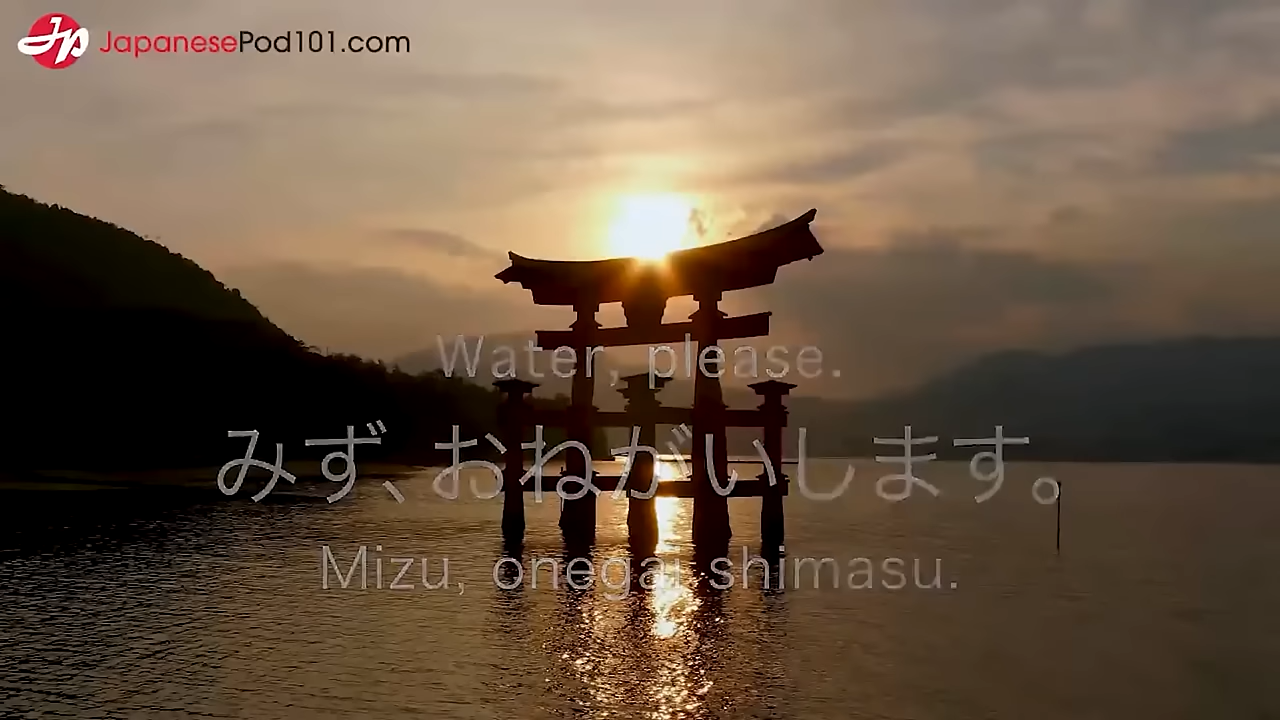 JapanesePod101.com
Water, please.
みず、おねがいします。
Mizu, onegai shimasu.